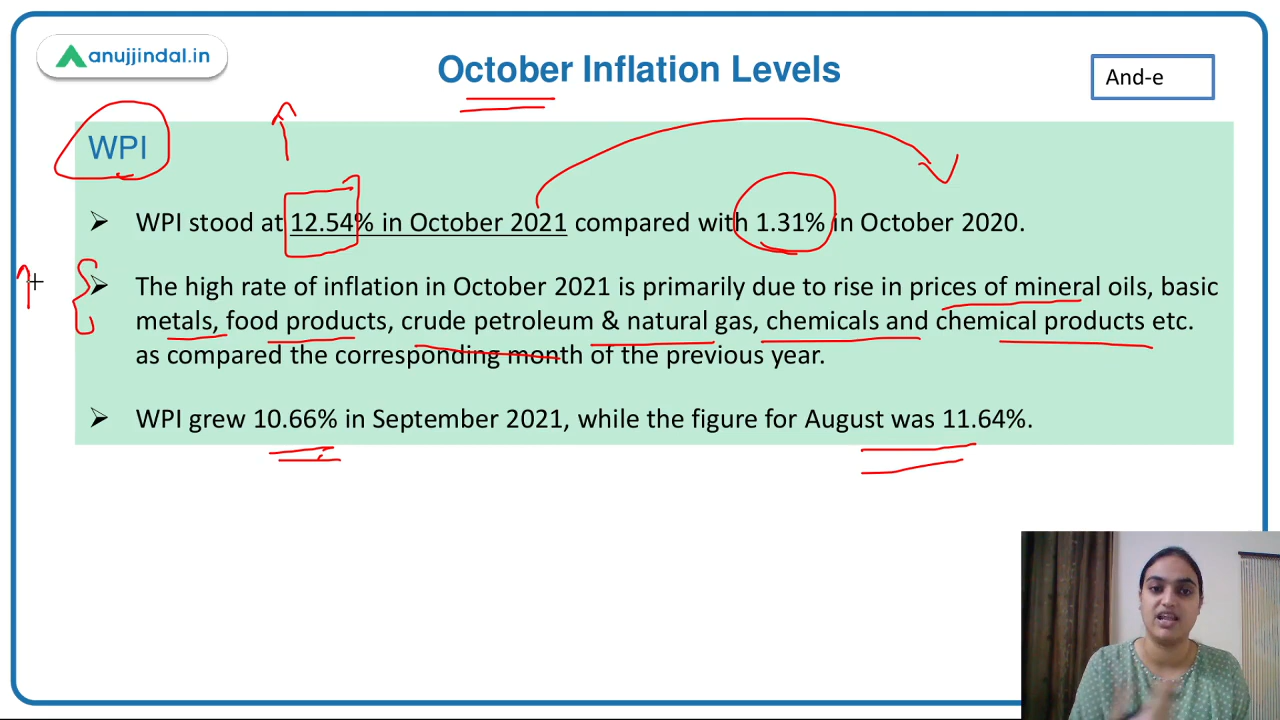 anujjindal.in
October Inflation Levels
And-e
WPI
➢ WPI stood at 12.54% in October 2021 compared with 1.31% in October 2020.
➢ The high rate of inflation in October 2021 is primarily due to rise in prices of mineral oils, basic
metals, food products, crude petroleum & natural gas, chemicals and chemical products etc.
as compared the corresponding month of the previous year.
➢ WPI grew 10.66% in September 2021, while the figure for August was 11.64%.